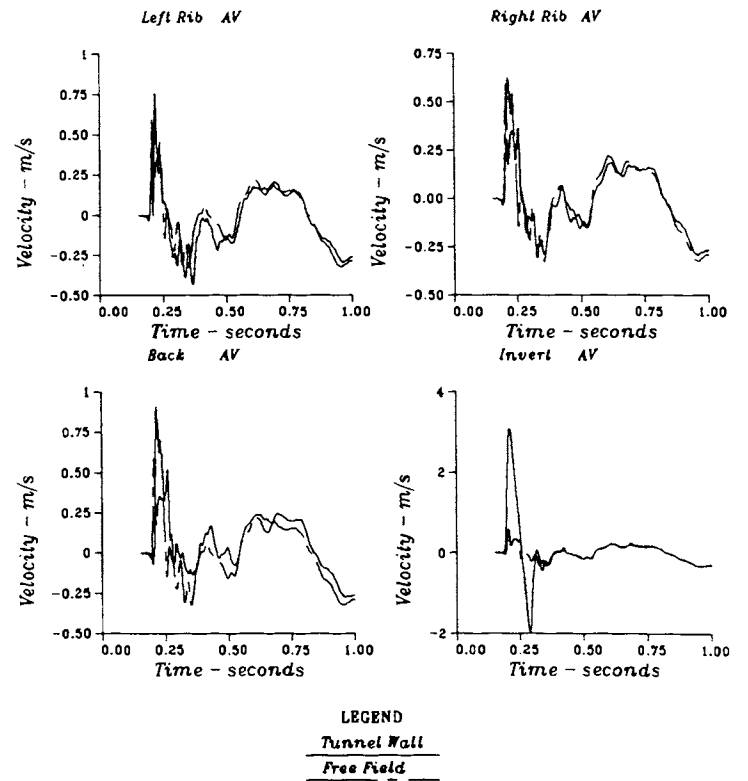 Left Rib AV
1
0.75
0.50
0.25
0
-0.25
-0.50
Velocity - m/s
0.00 0.25 0.50 0.75 1.00
Time - seconds
Right Rib AV
0.75
0.50
0.25
0.00
-0.25
-0.50
Velocity - m/s
0.00 0.25 0.50 0.75 1.00
Time - seconds
Back AV
1
0.75
0.50
0.25
0
-0.25
-0.50
Velocity - m/s
0.00 0.25 0.50 0.75 1.00
Time - seconds
Invert AV
4
2
0
-2
Velocity - m/s
0.00 0.25 0.50 0.75 1.00
Time - seconds
LEGEND
Tunnel Wall
Free Field